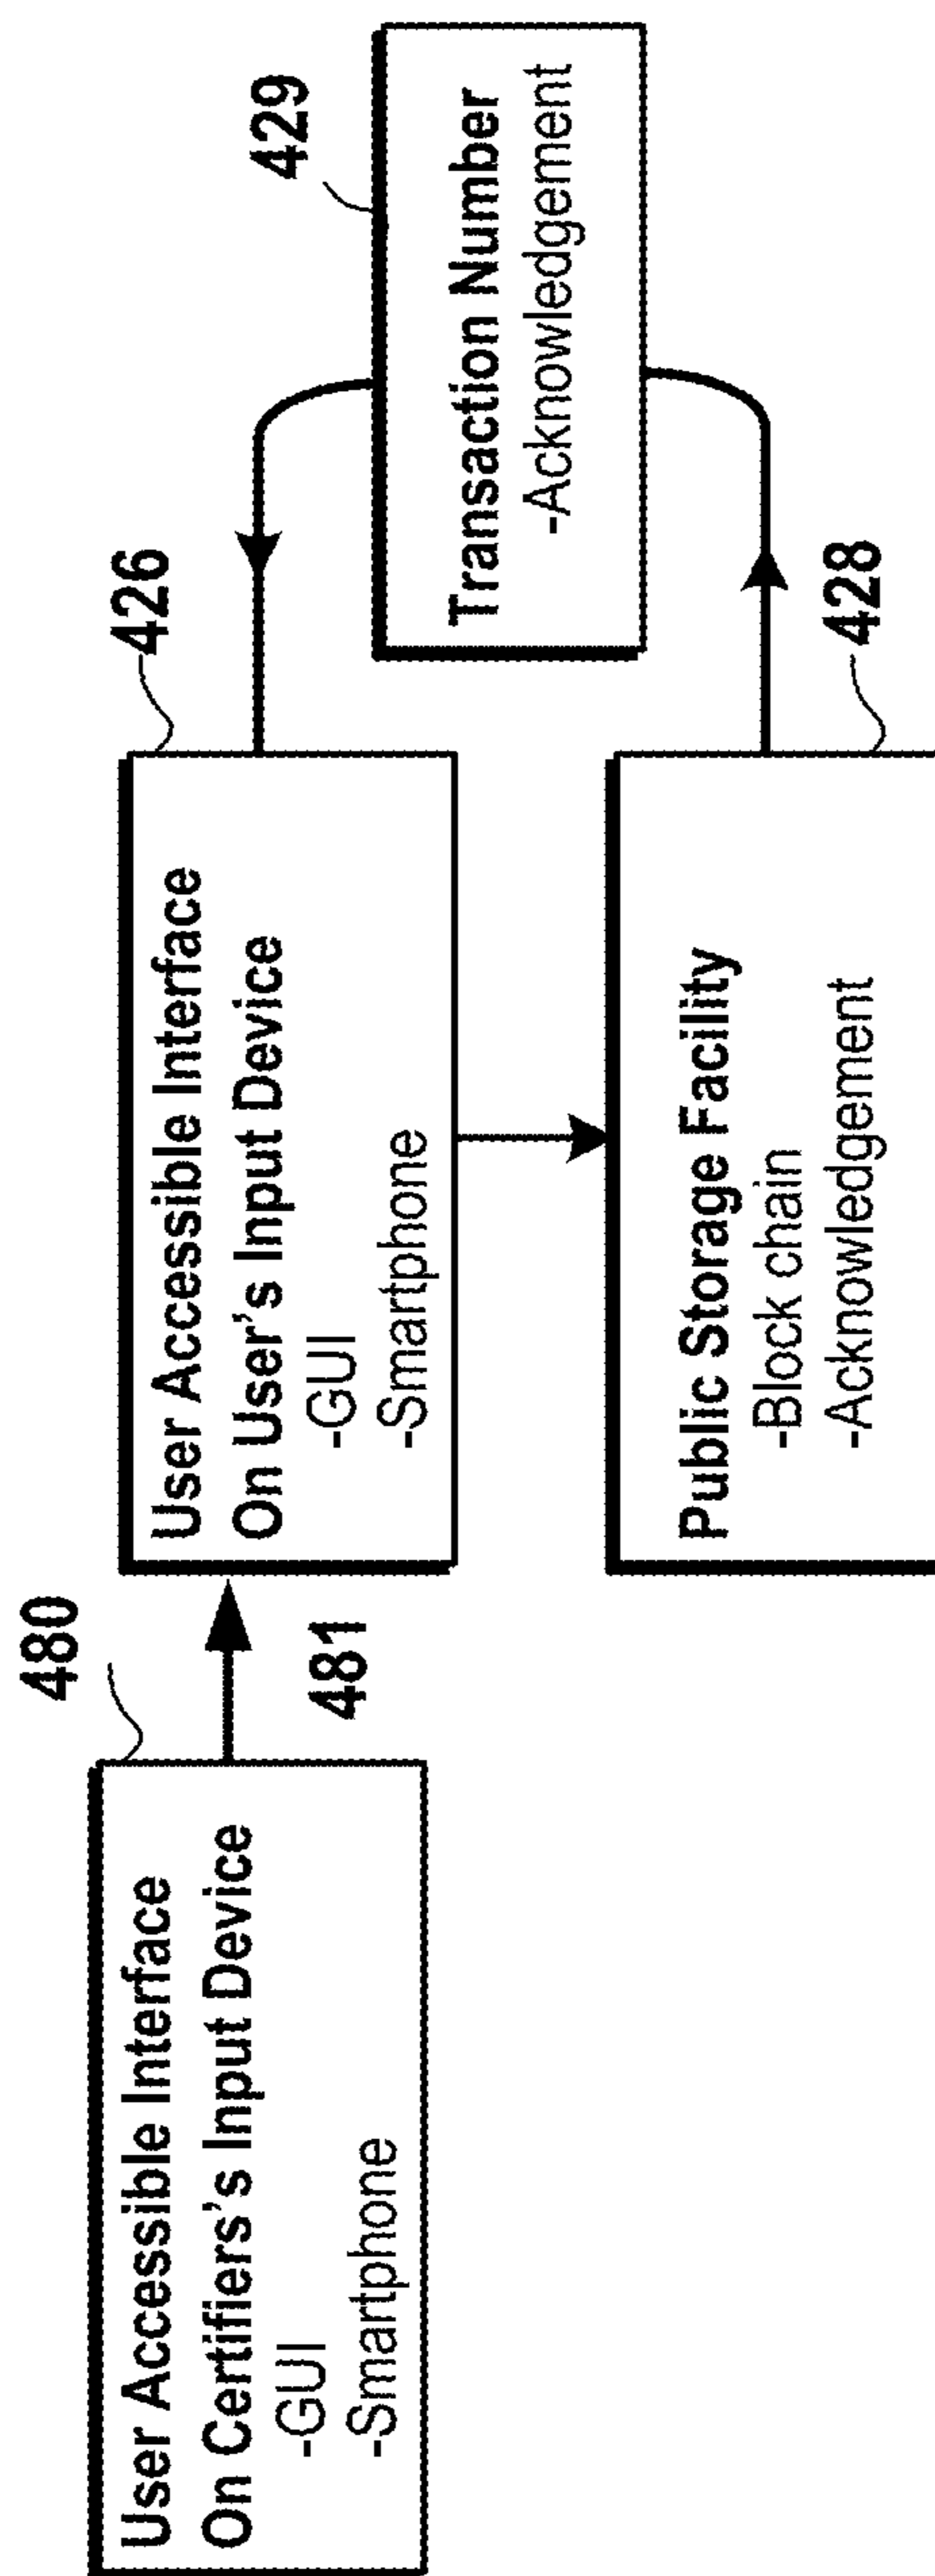 480
User Accessible Interface
On Certifiers's Input Device
-GUI
-Smartphone
481
426
User Accessible Interface
On User's Input Device
-GUI
-Smartphone
429
Transaction Number
-Acknowledgement
Public Storage Facility
-Block chain
-Acknowledgement
428